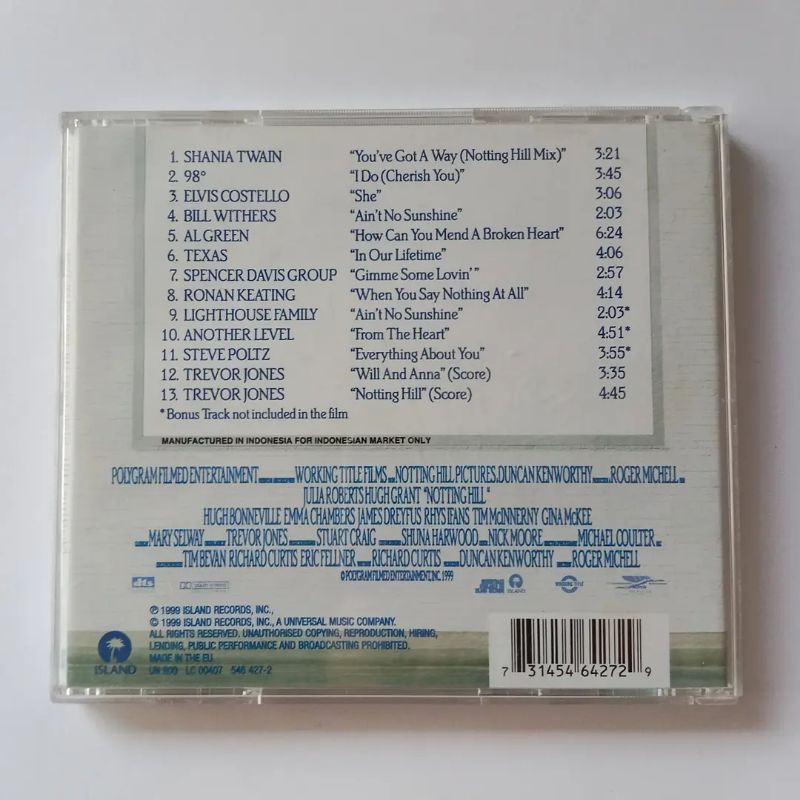 1. SHANIA TWAIN "You've Got A Way (Notting Hill Mix)" 3:21
2. 98° "I Do (Cherish You)" 3:45
3. ELVIS COSTELLO "She" 3:06
4. BILL WITHERS "Ain't No Sunshine" 2:03
5. AL GREEN "How Can You Mend A Broken Heart" 6:24
6. TEXAS "In Our Lifetime" 4:06
7. SPENCER DAVIS GROUP "Gimme Some Lovin'" 2:57
8. RONAN KEATING "When You Say Nothing At All" 4:14
9. LIGHTHOUSE FAMILY "Ain't No Sunshine" 2:03*
10. ANOTHER LEVEL "From The Heart" 4:51*
11. STEVE POLTZ "Everything About You" 3:55*
12. TREVOR JONES "Will And Anna" (Score) 3:35
13. TREVOR JONES "Notting Hill" (Score) 4:45
* Bonus Track not included in the film
MANUFACTURED IN INDONESIA FOR INDONESIAN MARKET ONLY
POLYGRAM FILMED ENTERTAINMENT WORKING TITLE FILMS NOTTING HILL PICTURES DUNCAN KENWORTHY ROGER MICHELL
JULIA ROBERTS HUGH GRANT "NOTTING HILL"
HUGH BONNEVILLE EMMA CHAMBERS JAMES DREYFUS RHYS IFANS TIM McINNERNY GINA McKEE
MARY SELWAY TREVOR JONES STUART CRAIG SHUNA HARWOOD NICK MOORE MICHAEL COULTER
TIM BEVAN RICHARD CURTIS ERIC FELLNER RICHARD CURTIS DUNCAN KENWORTHY ROGER MICHELL
© POLYGRAM FILMED ENTERTAINMENT, INC. 1999
dts ISLAND
℗ 1999 ISLAND RECORDS, INC.,
© 1999 ISLAND RECORDS, INC., A UNIVERSAL MUSIC COMPANY.
ALL RIGHTS RESERVED. UNAUTHORISED COPYING, REPRODUCTION, HIRING,
LENDING, PUBLIC PERFORMANCE AND BROADCASTING PROHIBITED.
MADE IN THE EU
ISLAND
LC 00407 546 427-2
7 31454 64272 9